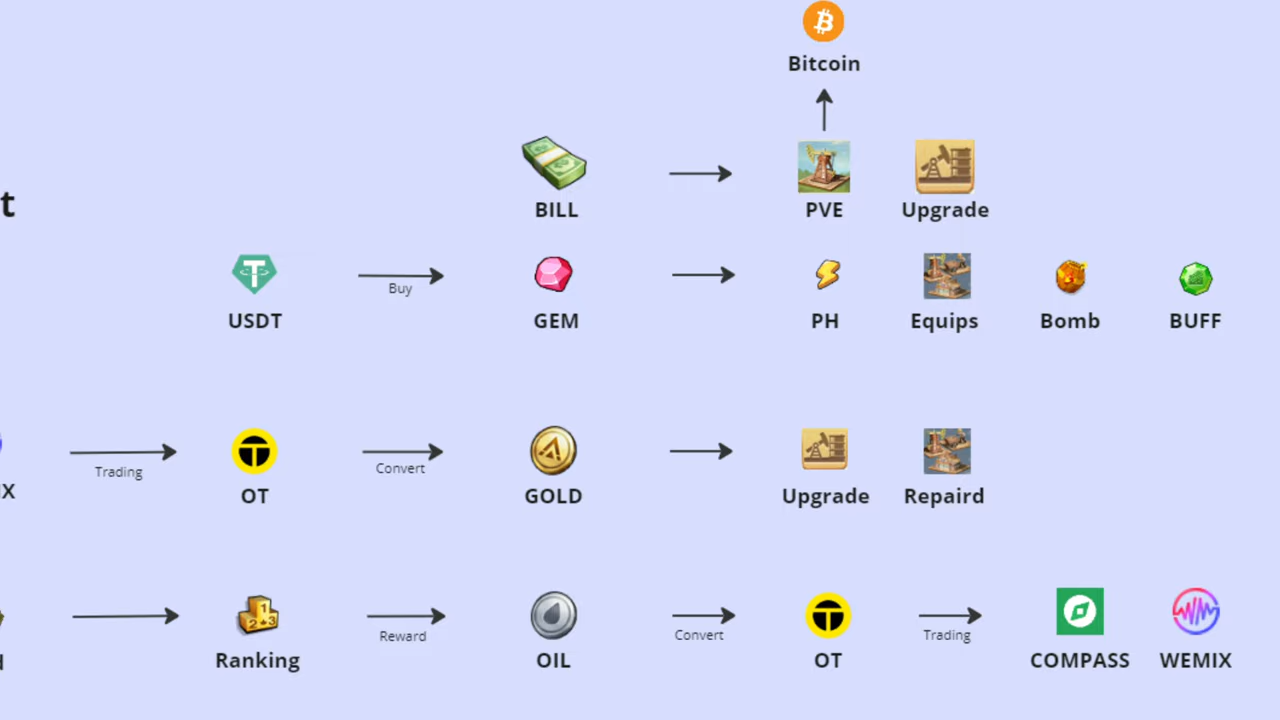 Bitcoin
BILL
PVE
Upgrade
t
USDT
Buy
GEM
PH
Equips
Bomb
BUFF
IX
Trading
OT
Convert
GOLD
Upgrade
Repaird
Ranking
Reward
OIL
Convert
OT
Trading
COMPASS
WEMIX